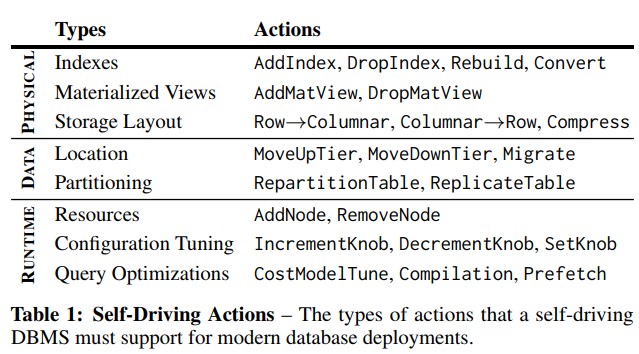 Types Actions
PHYSICAL
Indexes AddIndex, DropIndex, Rebuild, Convert
Materialized Views AddMatView, DropMatView
Storage Layout Row→Columnar, Columnar→Row, Compress
DATA
Location MoveUpTier, MoveDownTier, Migrate
Partitioning RepartitionTable, ReplicateTable
RUNTIME
Resources AddNode, RemoveNode
Configuration Tuning IncrementKnob, DecrementKnob, SetKnob
Query Optimizations CostModelTune, Compilation, Prefetch
Table 1: Self-Driving Actions – The types of actions that a self-driving
DBMS must support for modern database deployments.